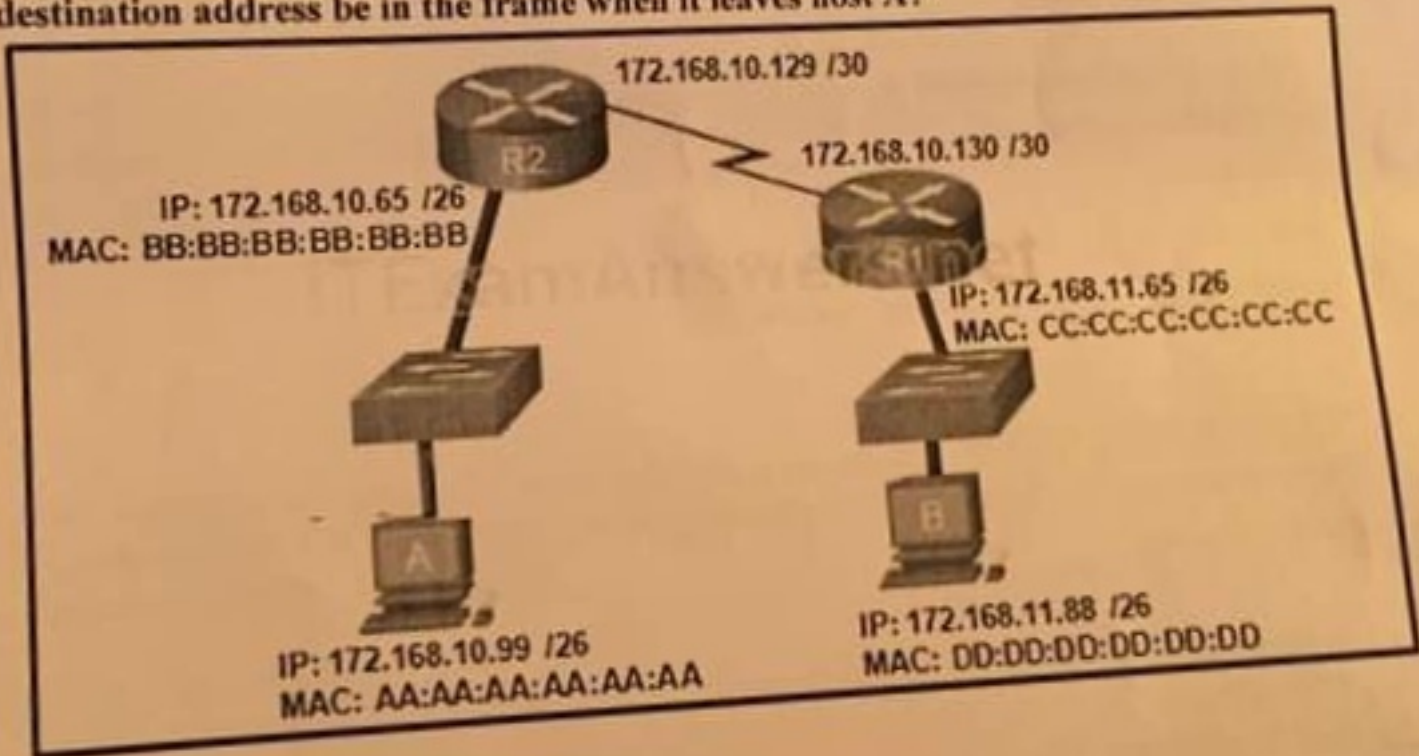 destination address be in the frame when it leaves host A?
172.168.10.129 /30
R2
172.168.10.130 /30
IP: 172.168.10.65 /26
MAC: BB:BB:BB:BB:BB:BB
R1
ITExamAnswers.net
IP: 172.168.11.65 /26
MAC: CC:CC:CC:CC:CC:CC
A
B
IP: 172.168.10.99 /26
MAC: AA:AA:AA:AA:AA:AA
IP: 172.168.11.88 /26
MAC: DD:DD:DD:DD:DD:DD